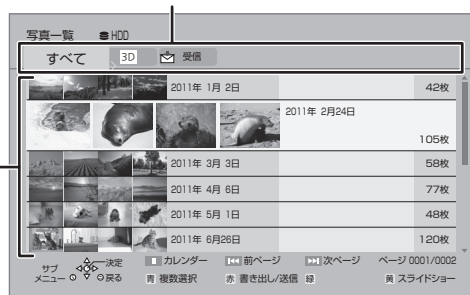 写真一覧 HDD
すべて 3D 受信
2011年 1月 2日 42枚
2011年 2月24日
105枚
2011年 3月 3日 58枚
2011年 4月 6日 77枚
2011年 5月 1日 48枚
2011年 6月26日 120枚
サブメニュー 決定 戻る カレンダー 前ページ 次ページ ページ 0001/0002
青 複数選択 赤 書き出し/送信 緑 黄 スライドショー